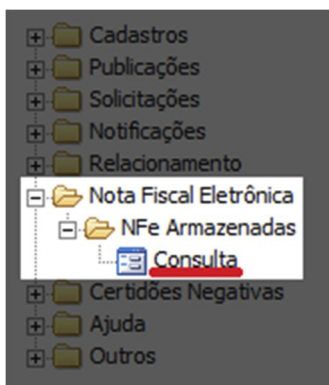 Cadastros
Publicações
Solicitações
Notificações
Relacionamento
Nota Fiscal Eletrônica
NFe Armazenadas
Consulta
Certidões Negativas
Ajuda
Outros